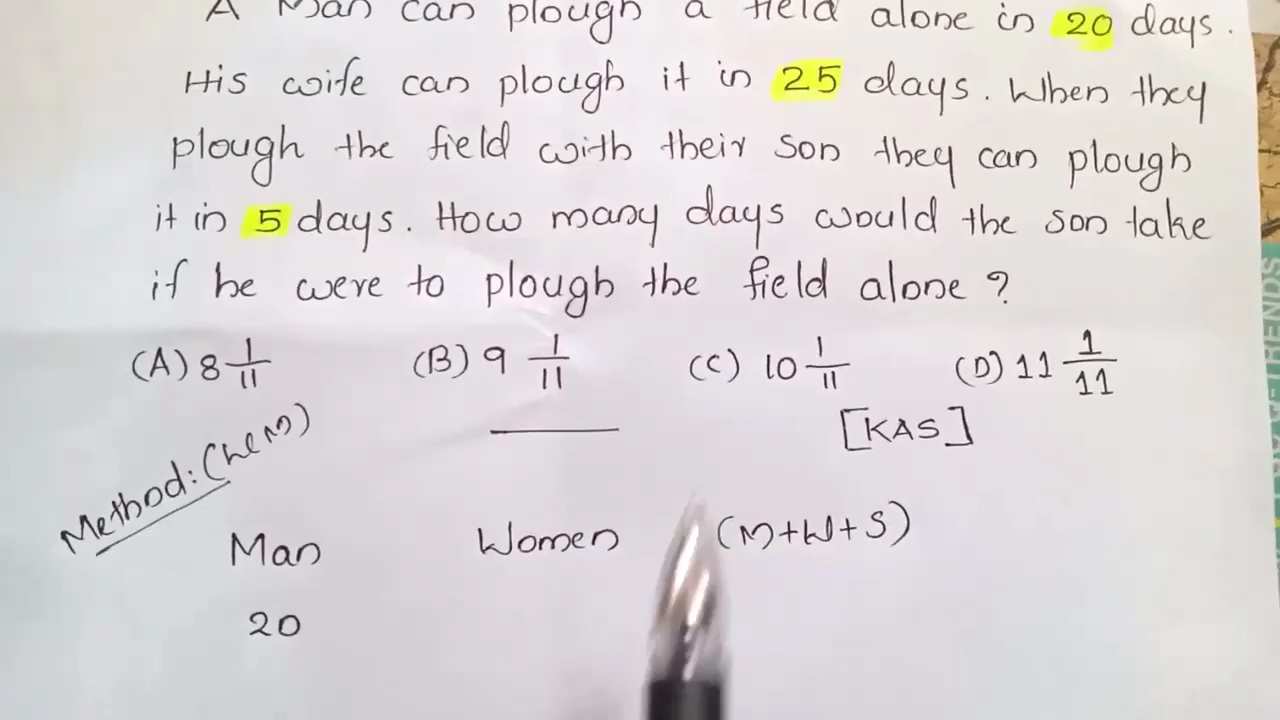 A Man can plough a field alone in 20 days.
His wife can plough it in 25 days. When they
plough the field with their son they can plough
it in 5 days. How many days would the son take
if he were to plough the field alone?
(A) 8 1/11 (B) 9 1/11 (C) 10 1/11 (D) 11 1/11
[KAS]
Method: (LCM)
Man Women (M+W+S)
20